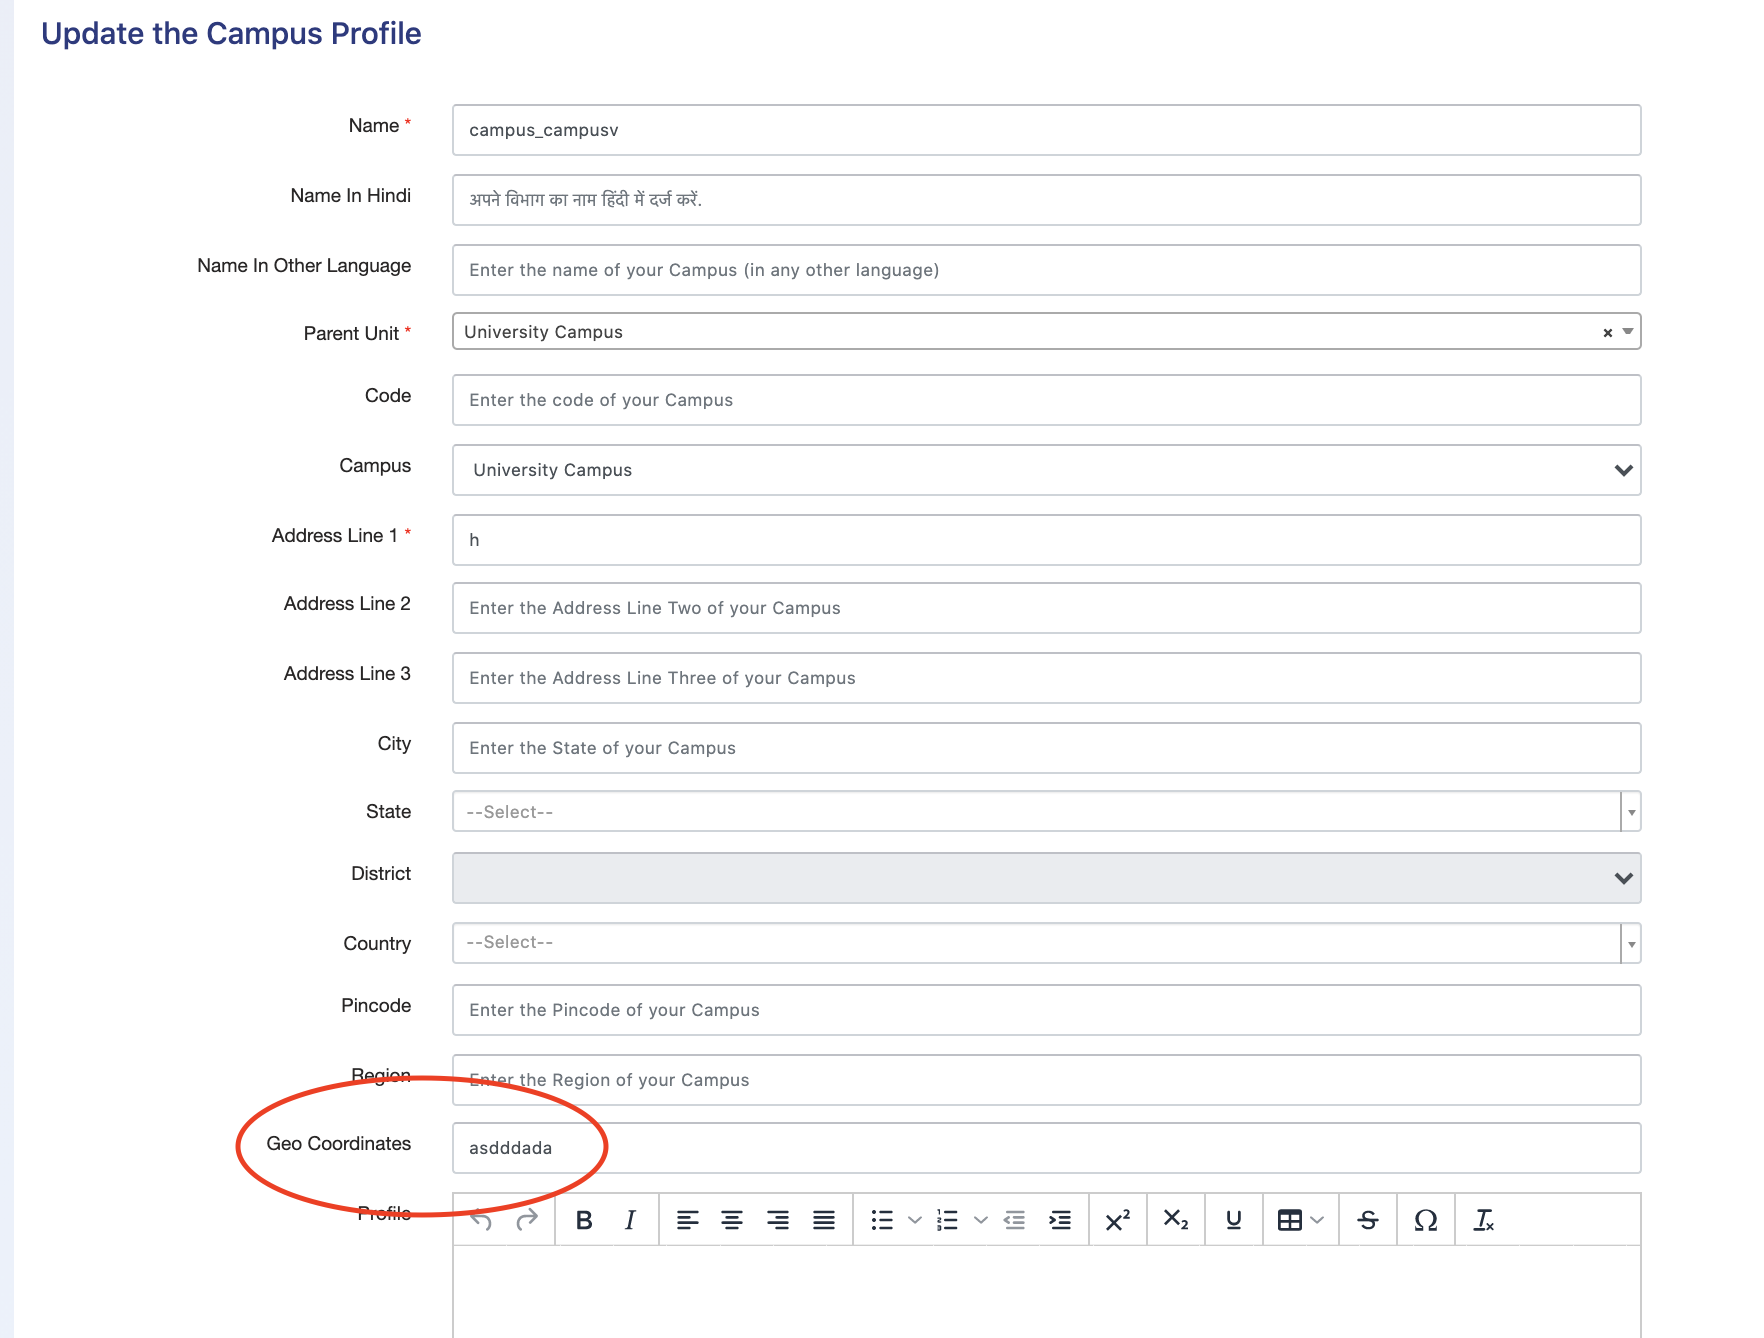 Update the Campus Profile
Name *
campus_campusv
Name In Hindi
अपने विभाग का नाम हिंदी में दर्ज करें.
Name In Other Language
Enter the name of your Campus (in any other language)
Parent Unit *
University Campus
Code
Enter the code of your Campus
Campus
University Campus
Address Line 1 *
h
Address Line 2
Enter the Address Line Two of your Campus
Address Line 3
Enter the Address Line Three of your Campus
City
Enter the State of your Campus
State
--Select--
District
Country
--Select--
Pincode
Enter the Pincode of your Campus
Region
Enter the Region of your Campus
Geo Coordinates
asdddada
Profile